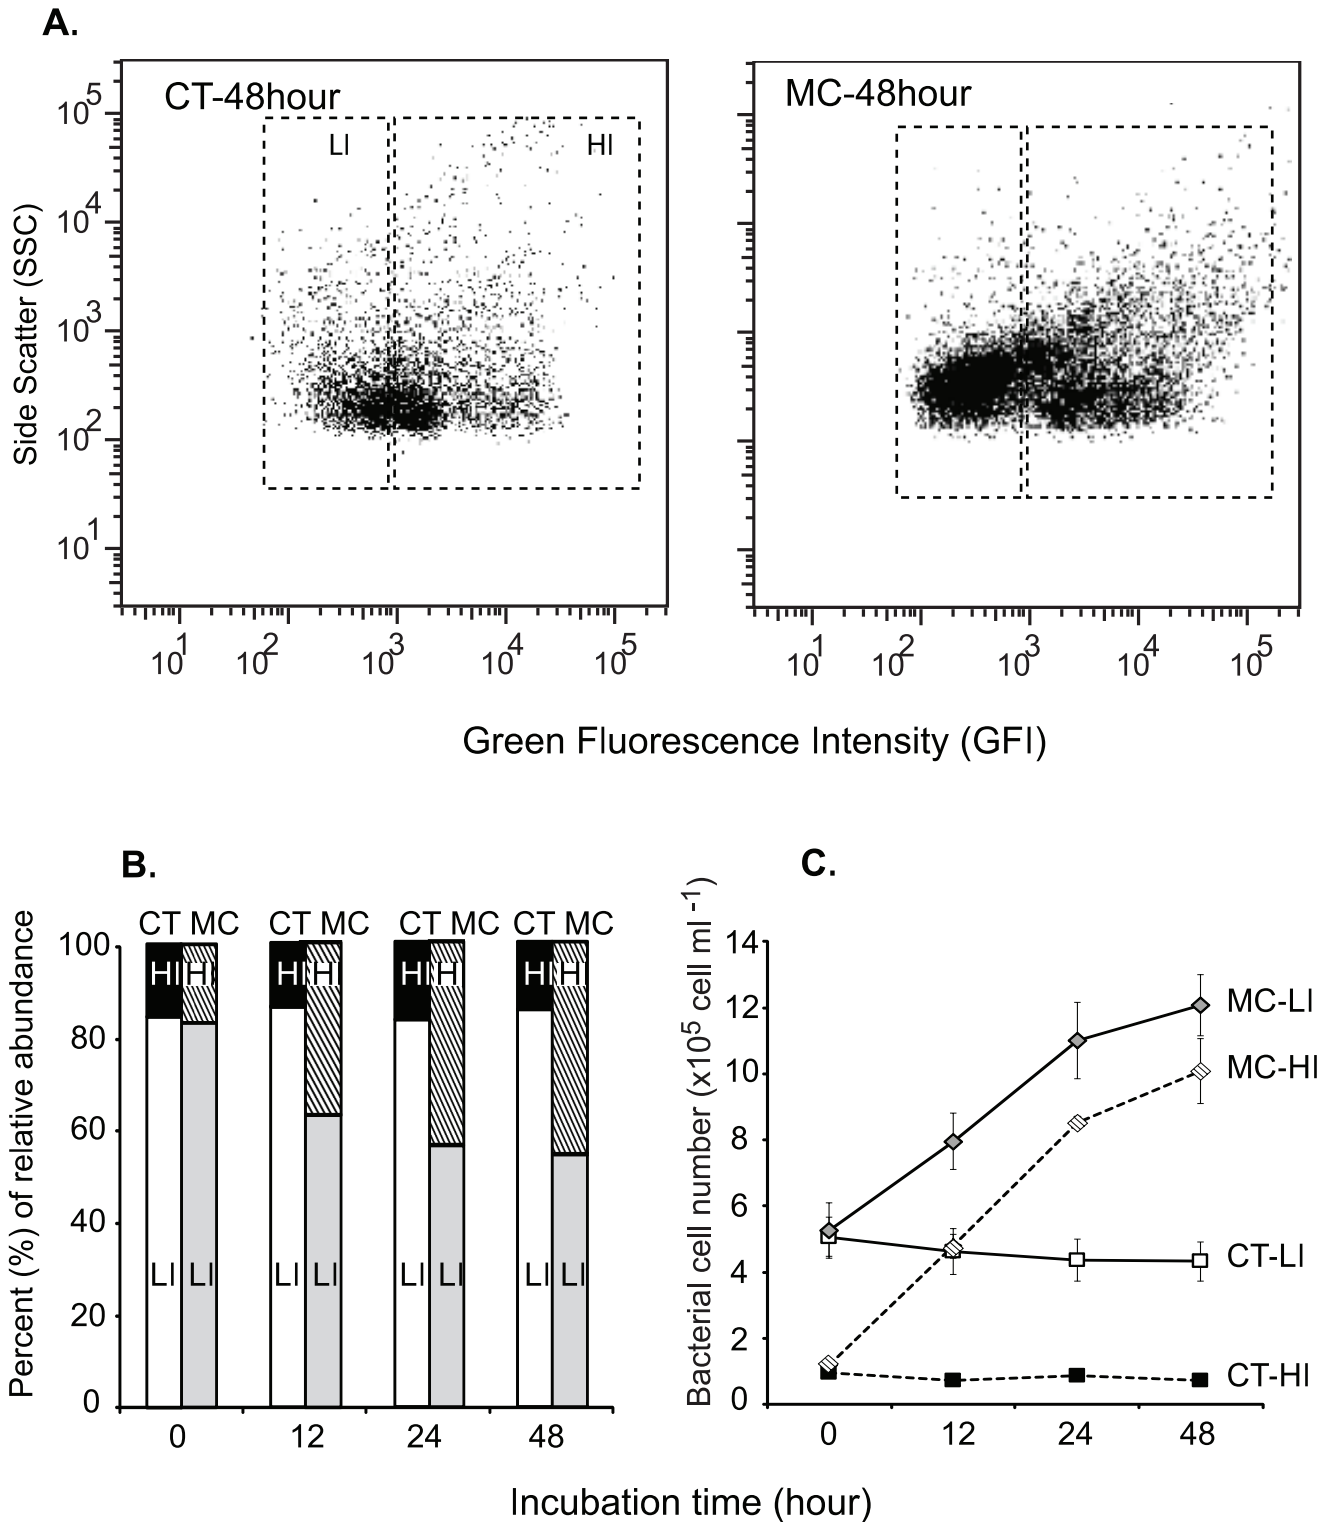 A.
CT-48hour
LI
HI
MC-48hour
Side Scatter (SSC)
10^5
10^4
10^3
10^2
10^1
10^1 10^2 10^3 10^4 10^5
10^1 10^2 10^3 10^4 10^5
Green Fluorescence Intensity (GFI)
B.
Percent (%) of relative abundance
CT MC CT MC CT MC CT MC
100
80
60
40
20
0
HI HI HI HI HI HI HI HI
LI LI LI LI LI LI LI LI
0 12 24 48
C.
Bacterial cell number (x10^5 cell ml^-1)
14
12
10
8
6
4
2
0
MC-LI
MC-HI
CT-LI
CT-HI
0 12 24 48
Incubation time (hour)